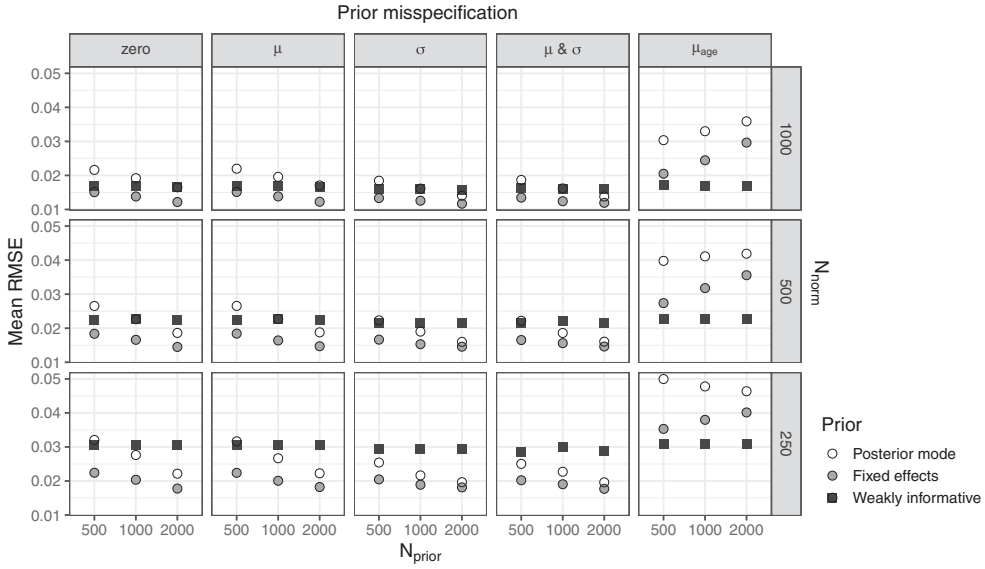 Prior misspecification
zero μ σ μ & σ μage
0.05
0.04
0.03
0.02
0.01
1000
0.05
0.04
0.03
0.02
0.01
500
0.05
0.04
0.03
0.02
0.01
250
Mean RMSE
Nnorm
500 1000 2000 500 1000 2000 500 1000 2000 500 1000 2000 500 1000 2000
Nprior
Prior
Posterior mode
Fixed effects
Weakly informative